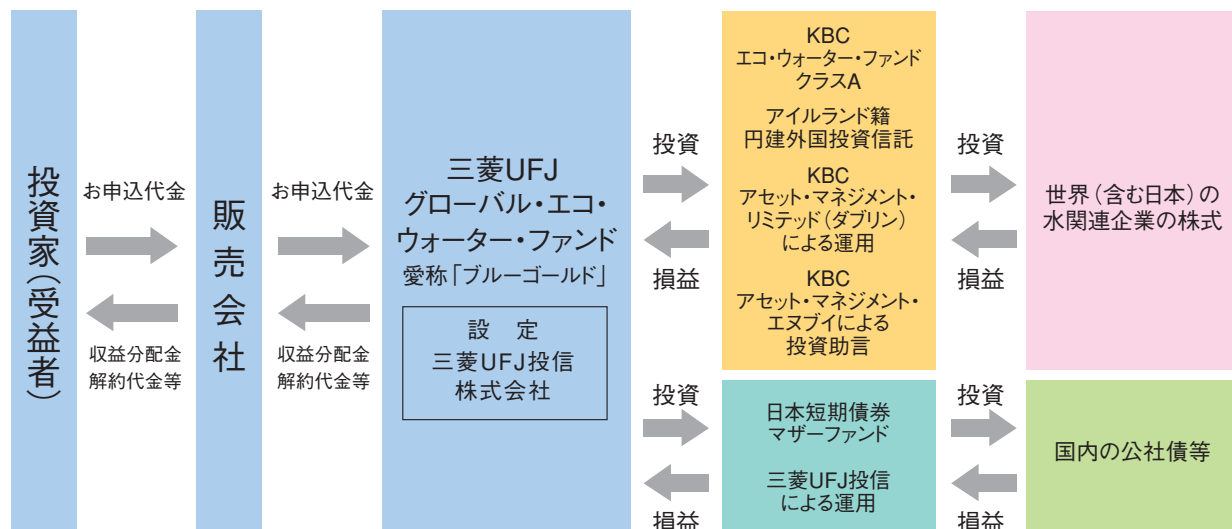 投資家（受益者）
お申込代金
収益分配金
解約代金等
販売会社
お申込代金
収益分配金
解約代金等
三菱UFJ
グローバル・エコ・
ウォーター・ファンド
愛称「ブルーゴールド」
設　定
三菱UFJ投信
株式会社
投資
損益
投資
損益
KBC
エコ・ウォーター・ファンド
クラスA
アイルランド籍
円建外国投資信託
KBC
アセット・マネジメント・
リミテッド（ダブリン）
による運用
KBC
アセット・マネジメント・
エヌブイによる
投資助言
日本短期債券
マザーファンド
三菱UFJ投信
による運用
投資
損益
投資
損益
世界（含む日本）の
水関連企業の株式
国内の公社債等